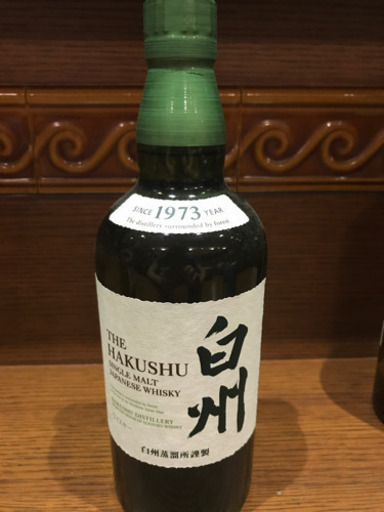 SINCE 1973 YEAR
The distillery surrounded by forest
THE
HAKUSHU
SINGLE MALT
JAPANESE WHISKY
白州
DISTILLERY
白州蒸溜所謹製